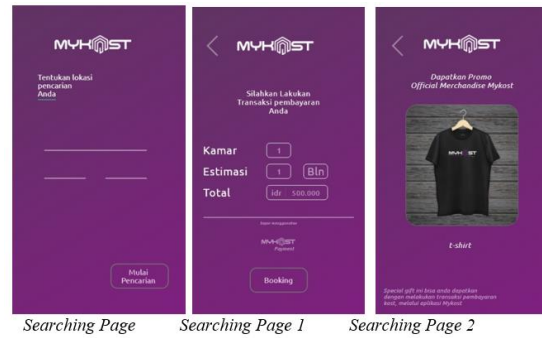 MYKOST
Tentukan lokasi
pencarian
Anda
Mulai
Pencarian
MYKOST
Silahkan Lakukan
Transaksi pembayaran
Anda
Kamar 1
Estimasi 1 Bln
Total idr 500.000
MYKOST
Payment
Booking
MYKOST
Dapatkan Promo
Official Merchandise Mykost
MYKOST
t-shirt
Special gift ini bisa anda dapatkan
dengan melakukan transaksi pembayaran
kost, melalui aplikasi Mykost
Searching Page Searching Page 1 Searching Page 2